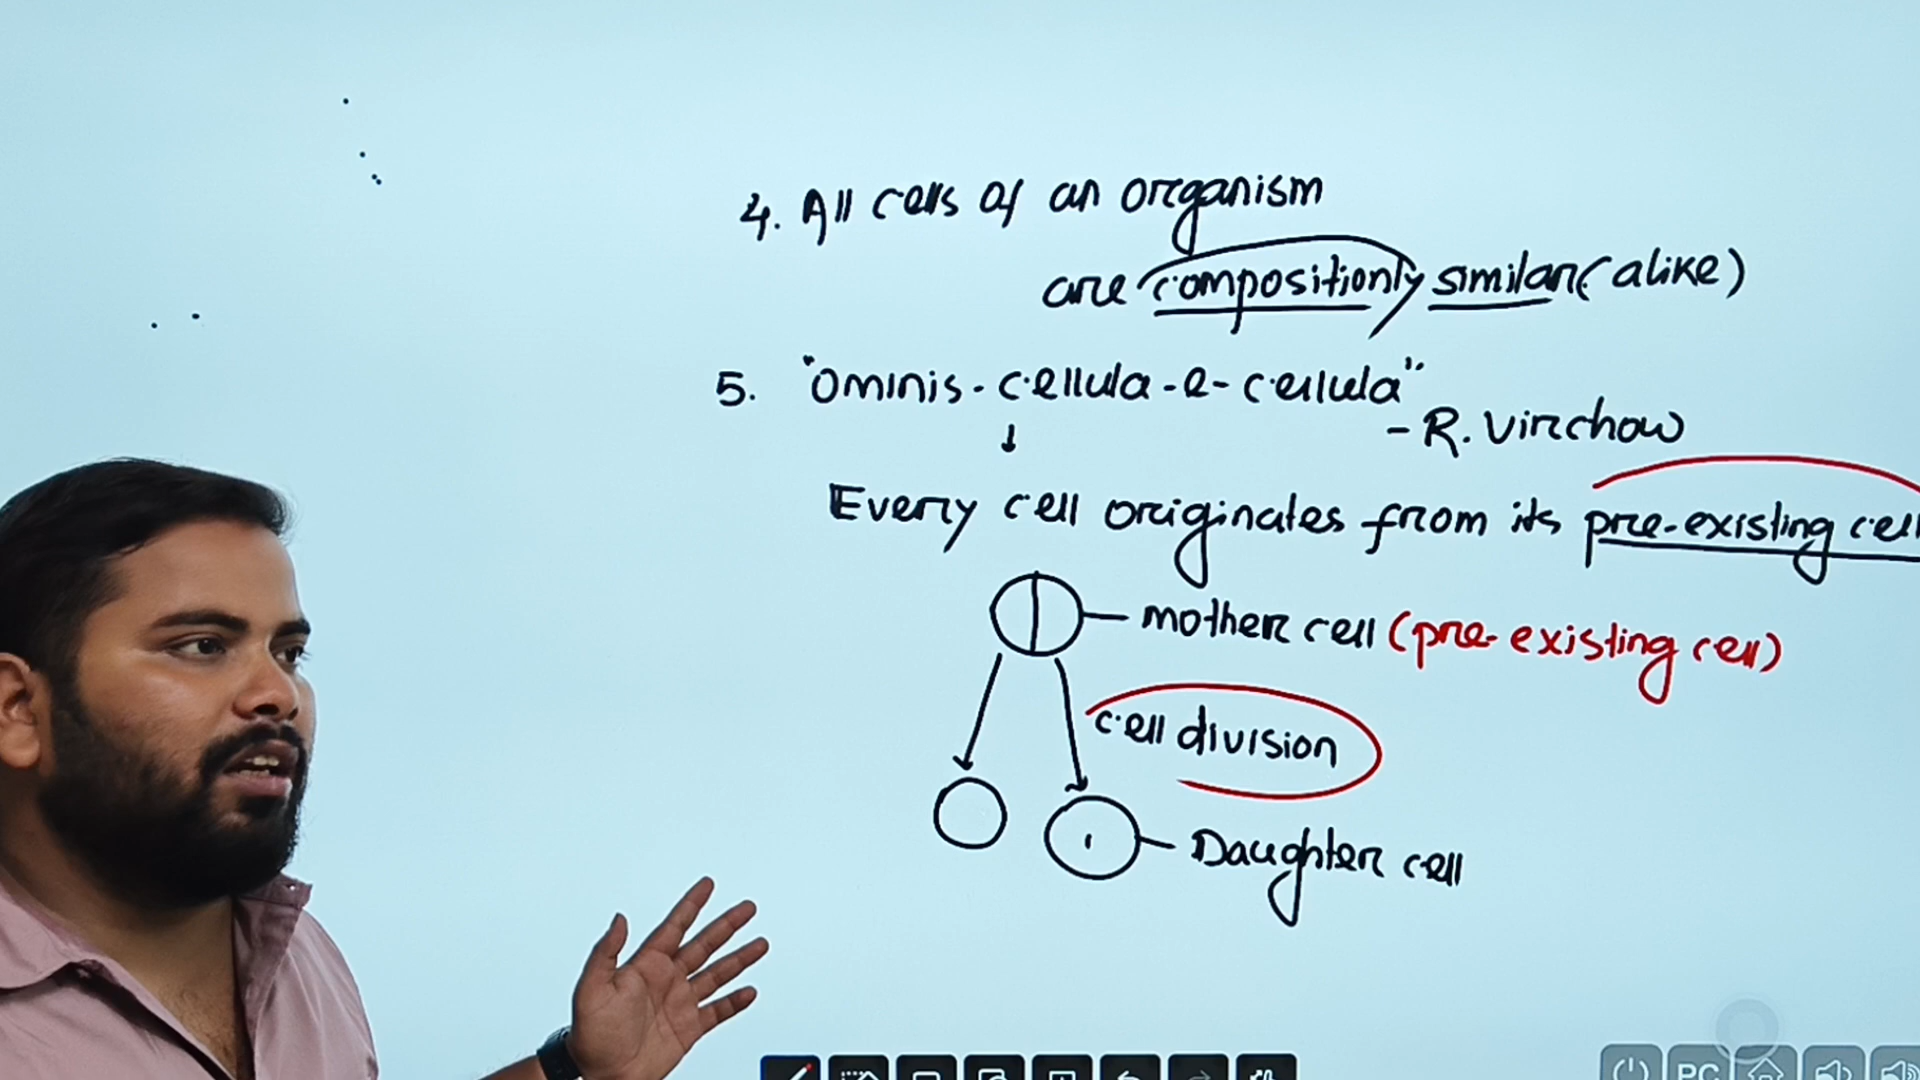 4. All cells of an organism
are compositionly similar (alike)
5. "Ominis-cellula-e-cellula"
- R. Virchow
Every cell originates from its pre-existing cell
mother cell (pre-existing cell)
cell division
Daughter cell
PC